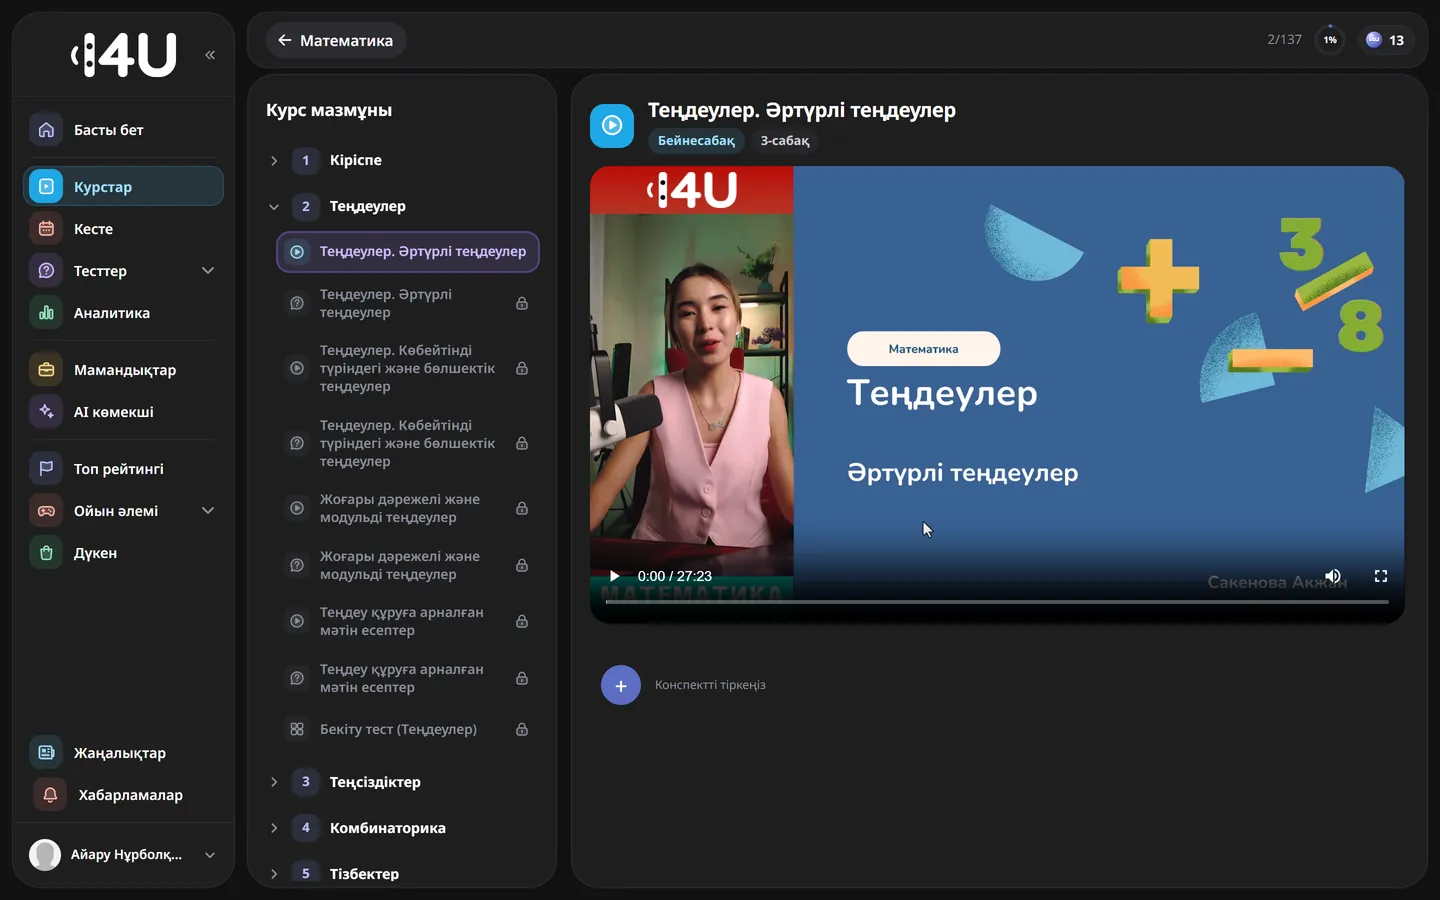 I4U
Басты бет
Курстар
Кесте
Тесттер
Аналитика
Мамандықтар
AI көмекші
Топ рейтингі
Ойын әлемі
Дүкен
Жаңалықтар
Хабарламалар
Айару Нұрболқ...
Математика
2/137
1%
13
Курс мазмұны
1 Кіріспе
2 Теңдеулер
Теңдеулер. Әртүрлі теңдеулер
Теңдеулер. Әртүрлі
теңдеулер
Теңдеулер. Көбейтінді
түріндегі және бөлшектік
теңдеулер
Теңдеулер. Көбейтінді
түріндегі және бөлшектік
теңдеулер
Жоғары дәрежелі және
модульді теңдеулер
Жоғары дәрежелі және
модульді теңдеулер
Теңдеу құруға арналған
мәтін есептер
Теңдеу құруға арналған
мәтін есептер
Бекіту тест (Теңдеулер)
3 Теңсіздіктер
4 Комбинаторика
5 Тізбектер
Теңдеулер. Әртүрлі теңдеулер
Бейнесабақ
3-сабақ
I4U
3
8
Математика
Теңдеулер
Әртүрлі теңдеулер
0:00 / 27:23
Сакенова Акжан
МАТЕМАТИКА
Конспектті тіркеңіз